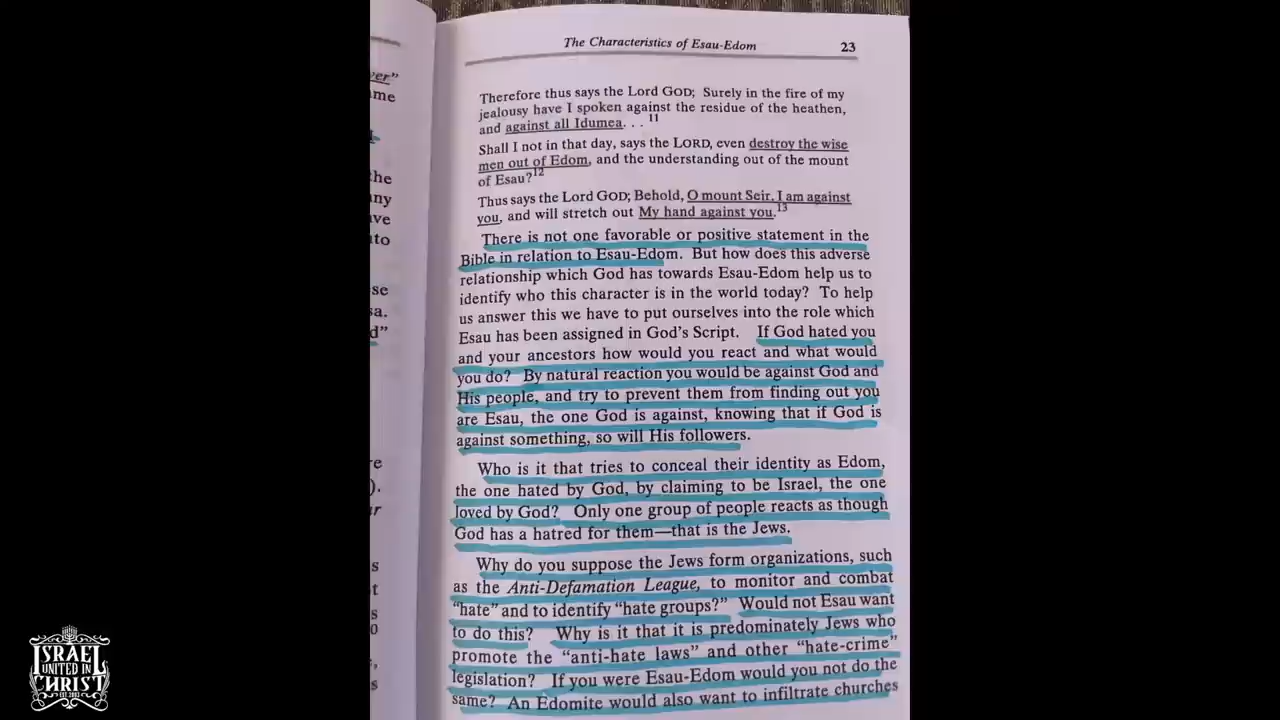 The Characteristics of Esau-Edom 23
Therefore thus says the Lord GOD; Surely in the fire of my
jealousy have I spoken against the residue of the heathen,
and against all Idumea. . . 11
Shall I not in that day, says the LORD, even destroy the wise
men out of Edom, and the understanding out of the mount
of Esau?12
Thus says the Lord GOD; Behold, O mount Seir, I am against
you, and will stretch out My hand against you.13
There is not one favorable or positive statement in the
Bible in relation to Esau-Edom. But how does this adverse
relationship which God has towards Esau-Edom help us to
identify who this character is in the world today? To help
us answer this we have to put ourselves into the role which
Esau has been assigned in God's Script. If God hated you
and your ancestors how would you react and what would
you do? By natural reaction you would be against God and
His people, and try to prevent them from finding out you
are Esau, the one God is against, knowing that if God is
against something, so will His followers.
Who is it that tries to conceal their identity as Edom,
the one hated by God, by claiming to be Israel, the one
loved by God? Only one group of people reacts as though
God has a hatred for them—that is the Jews.
Why do you suppose the Jews form organizations, such
as the Anti-Defamation League, to monitor and combat
"hate" and to identify "hate groups?" Would not Esau want
to do this? Why is it that it is predominately Jews who
promote the "anti-hate laws" and other "hate-crime"
legislation? If you were Esau-Edom would you not do the
same? An Edomite would also want to infiltrate churches
ISRAEL
UNITED IN
CHRIST